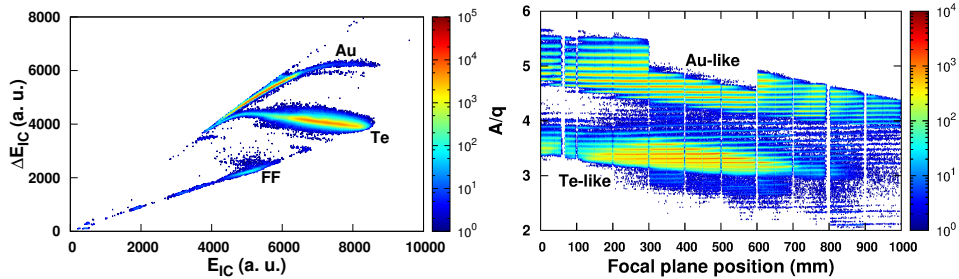 8000
6000
4000
2000
0
ΔE_IC (a. u.)
0 2000 4000 6000 8000 10000
E_IC (a. u.)
Au
Te
FF
10^5
10^4
10^3
10^2
10^1
10^0
6
5
4
3
2
A/q
0 100 200 300 400 500 600 700 800 900 1000
Focal plane position (mm)
Au-like
Te-like
10^4
10^3
10^2
10^1
10^0